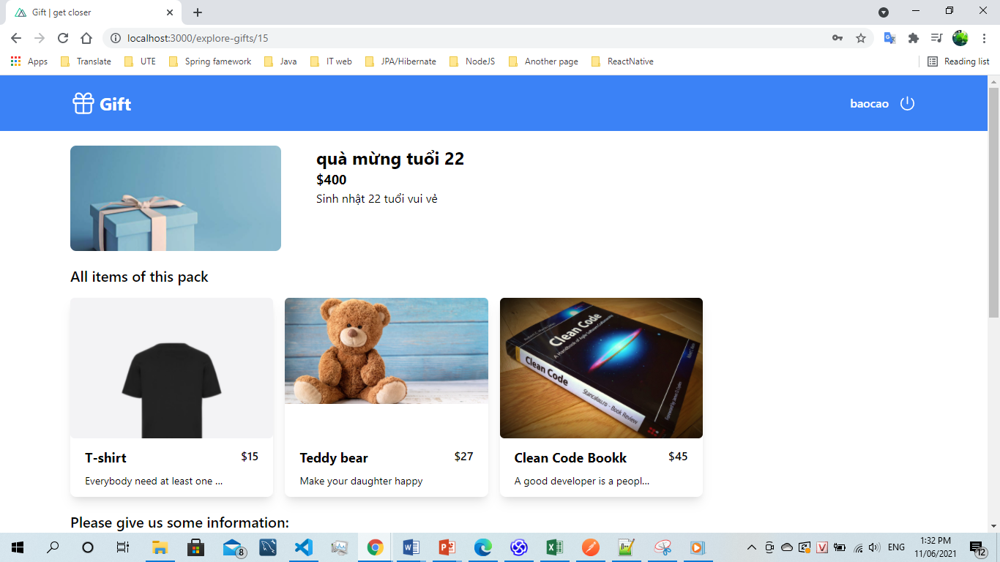 Gift | get closer
localhost:3000/explore-gifts/15
Apps Translate UTE Spring famework Java IT web JPA/Hibernate NodeJS Another page ReactNative Reading list
Gift baocao
quà mừng tuổi 22
$400
Sinh nhật 22 tuổi vui vẻ
All items of this pack
Clean Code
A Handbook of Agile Software Craftsmanship
Clean Code
Stancalau.ro - Book Review
T-shirt $15
Everybody need at least one ...
Teddy bear $27
Make your daughter happy
Clean Code Bookk $45
A good developer is a peopl...
Please give us some information:
8
ENG
1:32 PM
11/06/2021
12